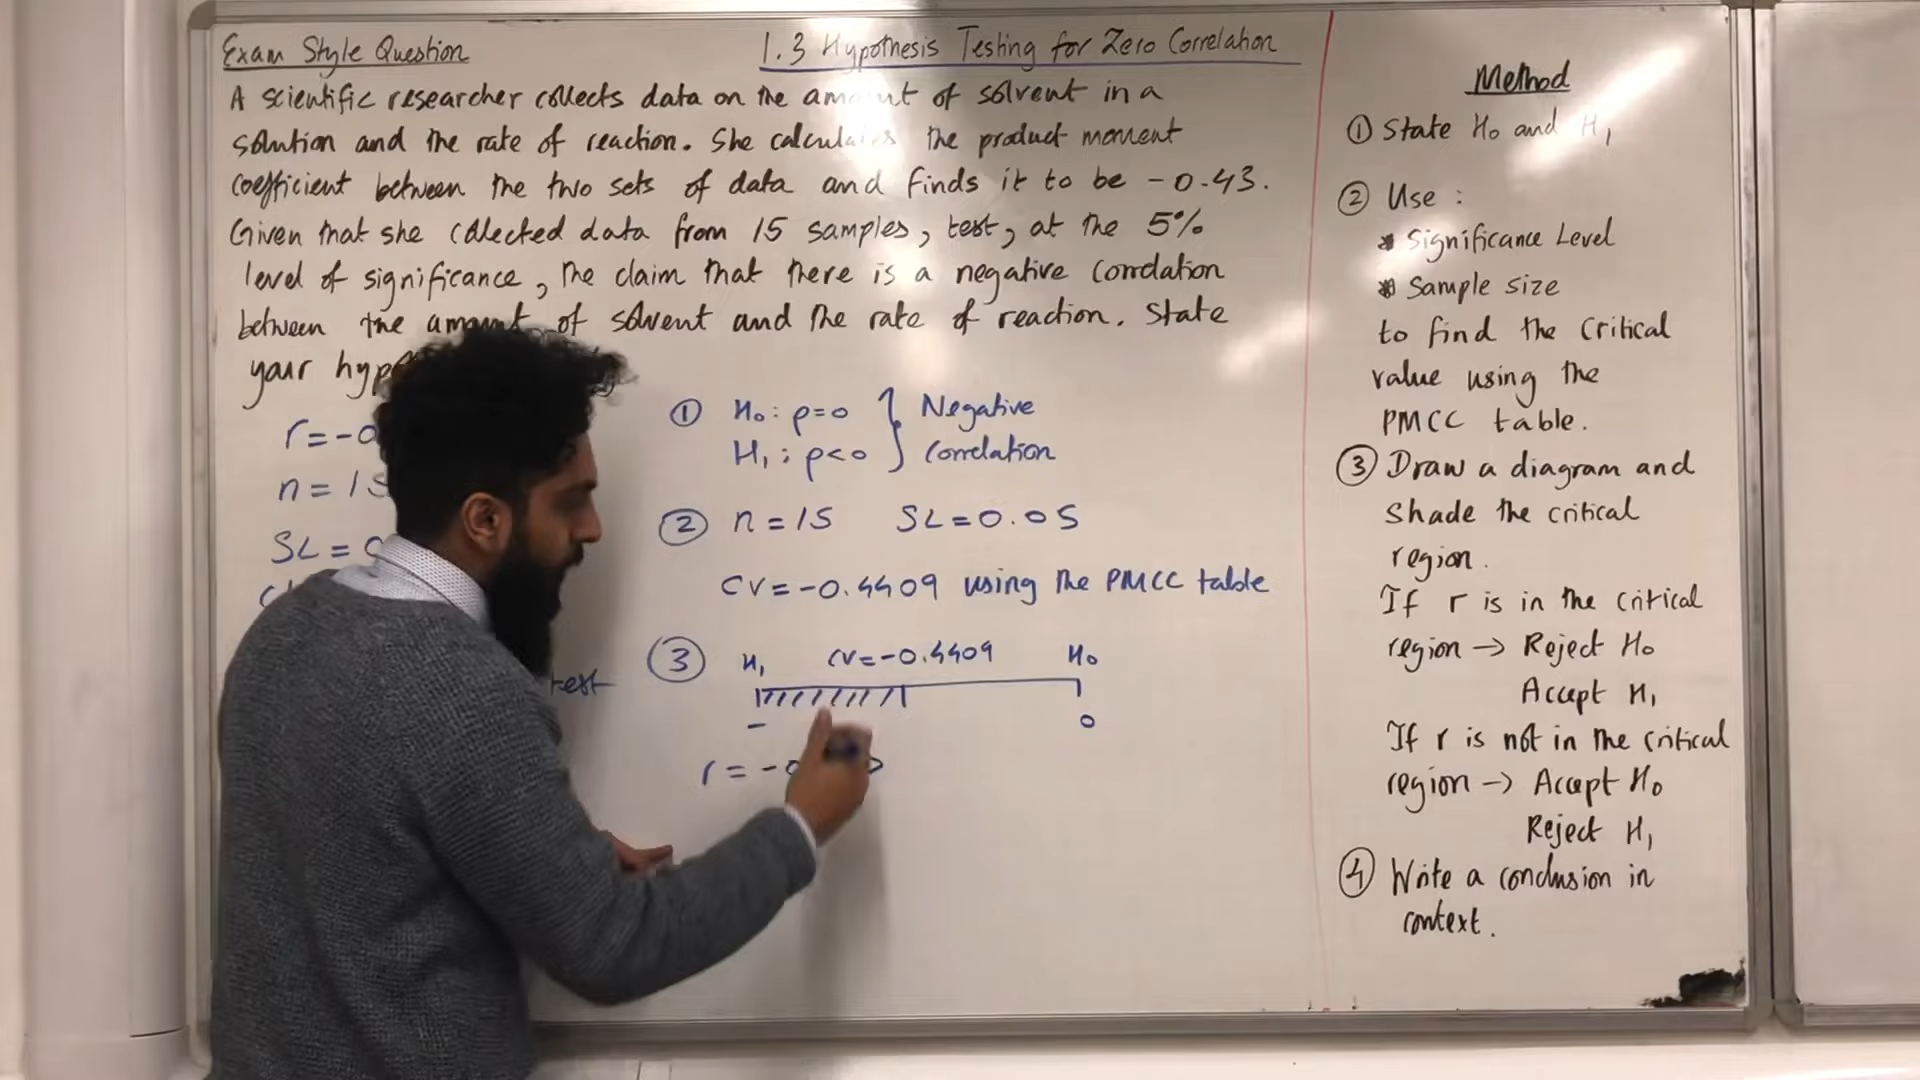 Exam Style Question
1.3 Hypothesis Testing for Zero Correlation
A scientific researcher collects data on the amount of solvent in a
solution and the rate of reaction. She calculates the product moment
coefficient between the two sets of data and finds it to be -0.43.
Given that she collected data from 15 samples, test, at the 5%
level of significance, the claim that there is a negative correlation
between the amount of solvent and the rate of reaction. State
your
r=-0
n=15
SL=0
test
① H₀: ρ=0 } Negative
H₁: ρ<0 } Correlation
② n=15 SL=0.05
CV=-0.4409 using the PMCC table
③ H₁ CV=-0.4409 H₀
- 0
r=-0
Method
① State H₀ and H₁
② Use :
* Significance Level
* Sample size
to find the critical
value using the
PMCC table.
③ Draw a diagram and
shade the critical
region.
If r is in the critical
region → Reject H₀
Accept H₁
If r is not in the critical
region → Accept H₀
Reject H₁
④ Write a conclusion in
context.